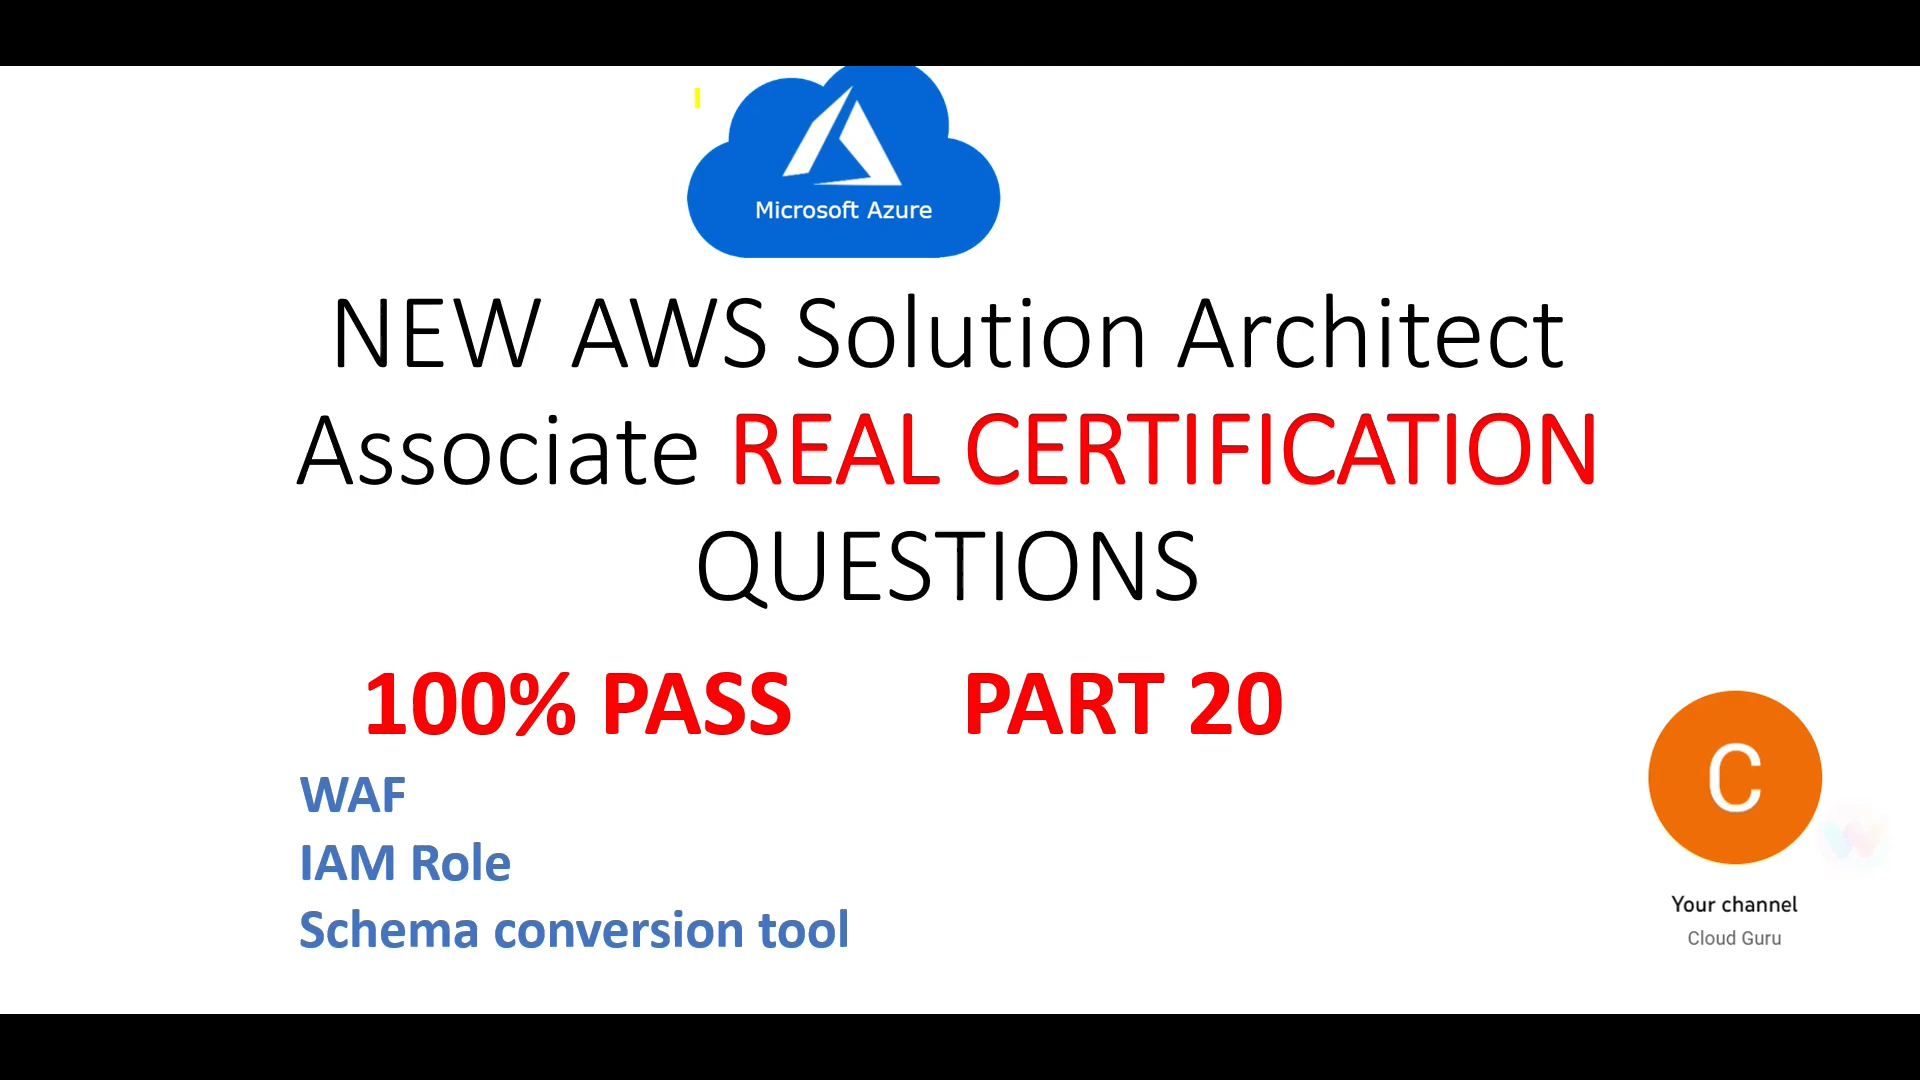 Microsoft Azure
NEW AWS Solution Architect
Associate REAL CERTIFICATION
QUESTIONS
100% PASS PART 20
WAF
IAM Role
Schema conversion tool
C
Your channel
Cloud Guru